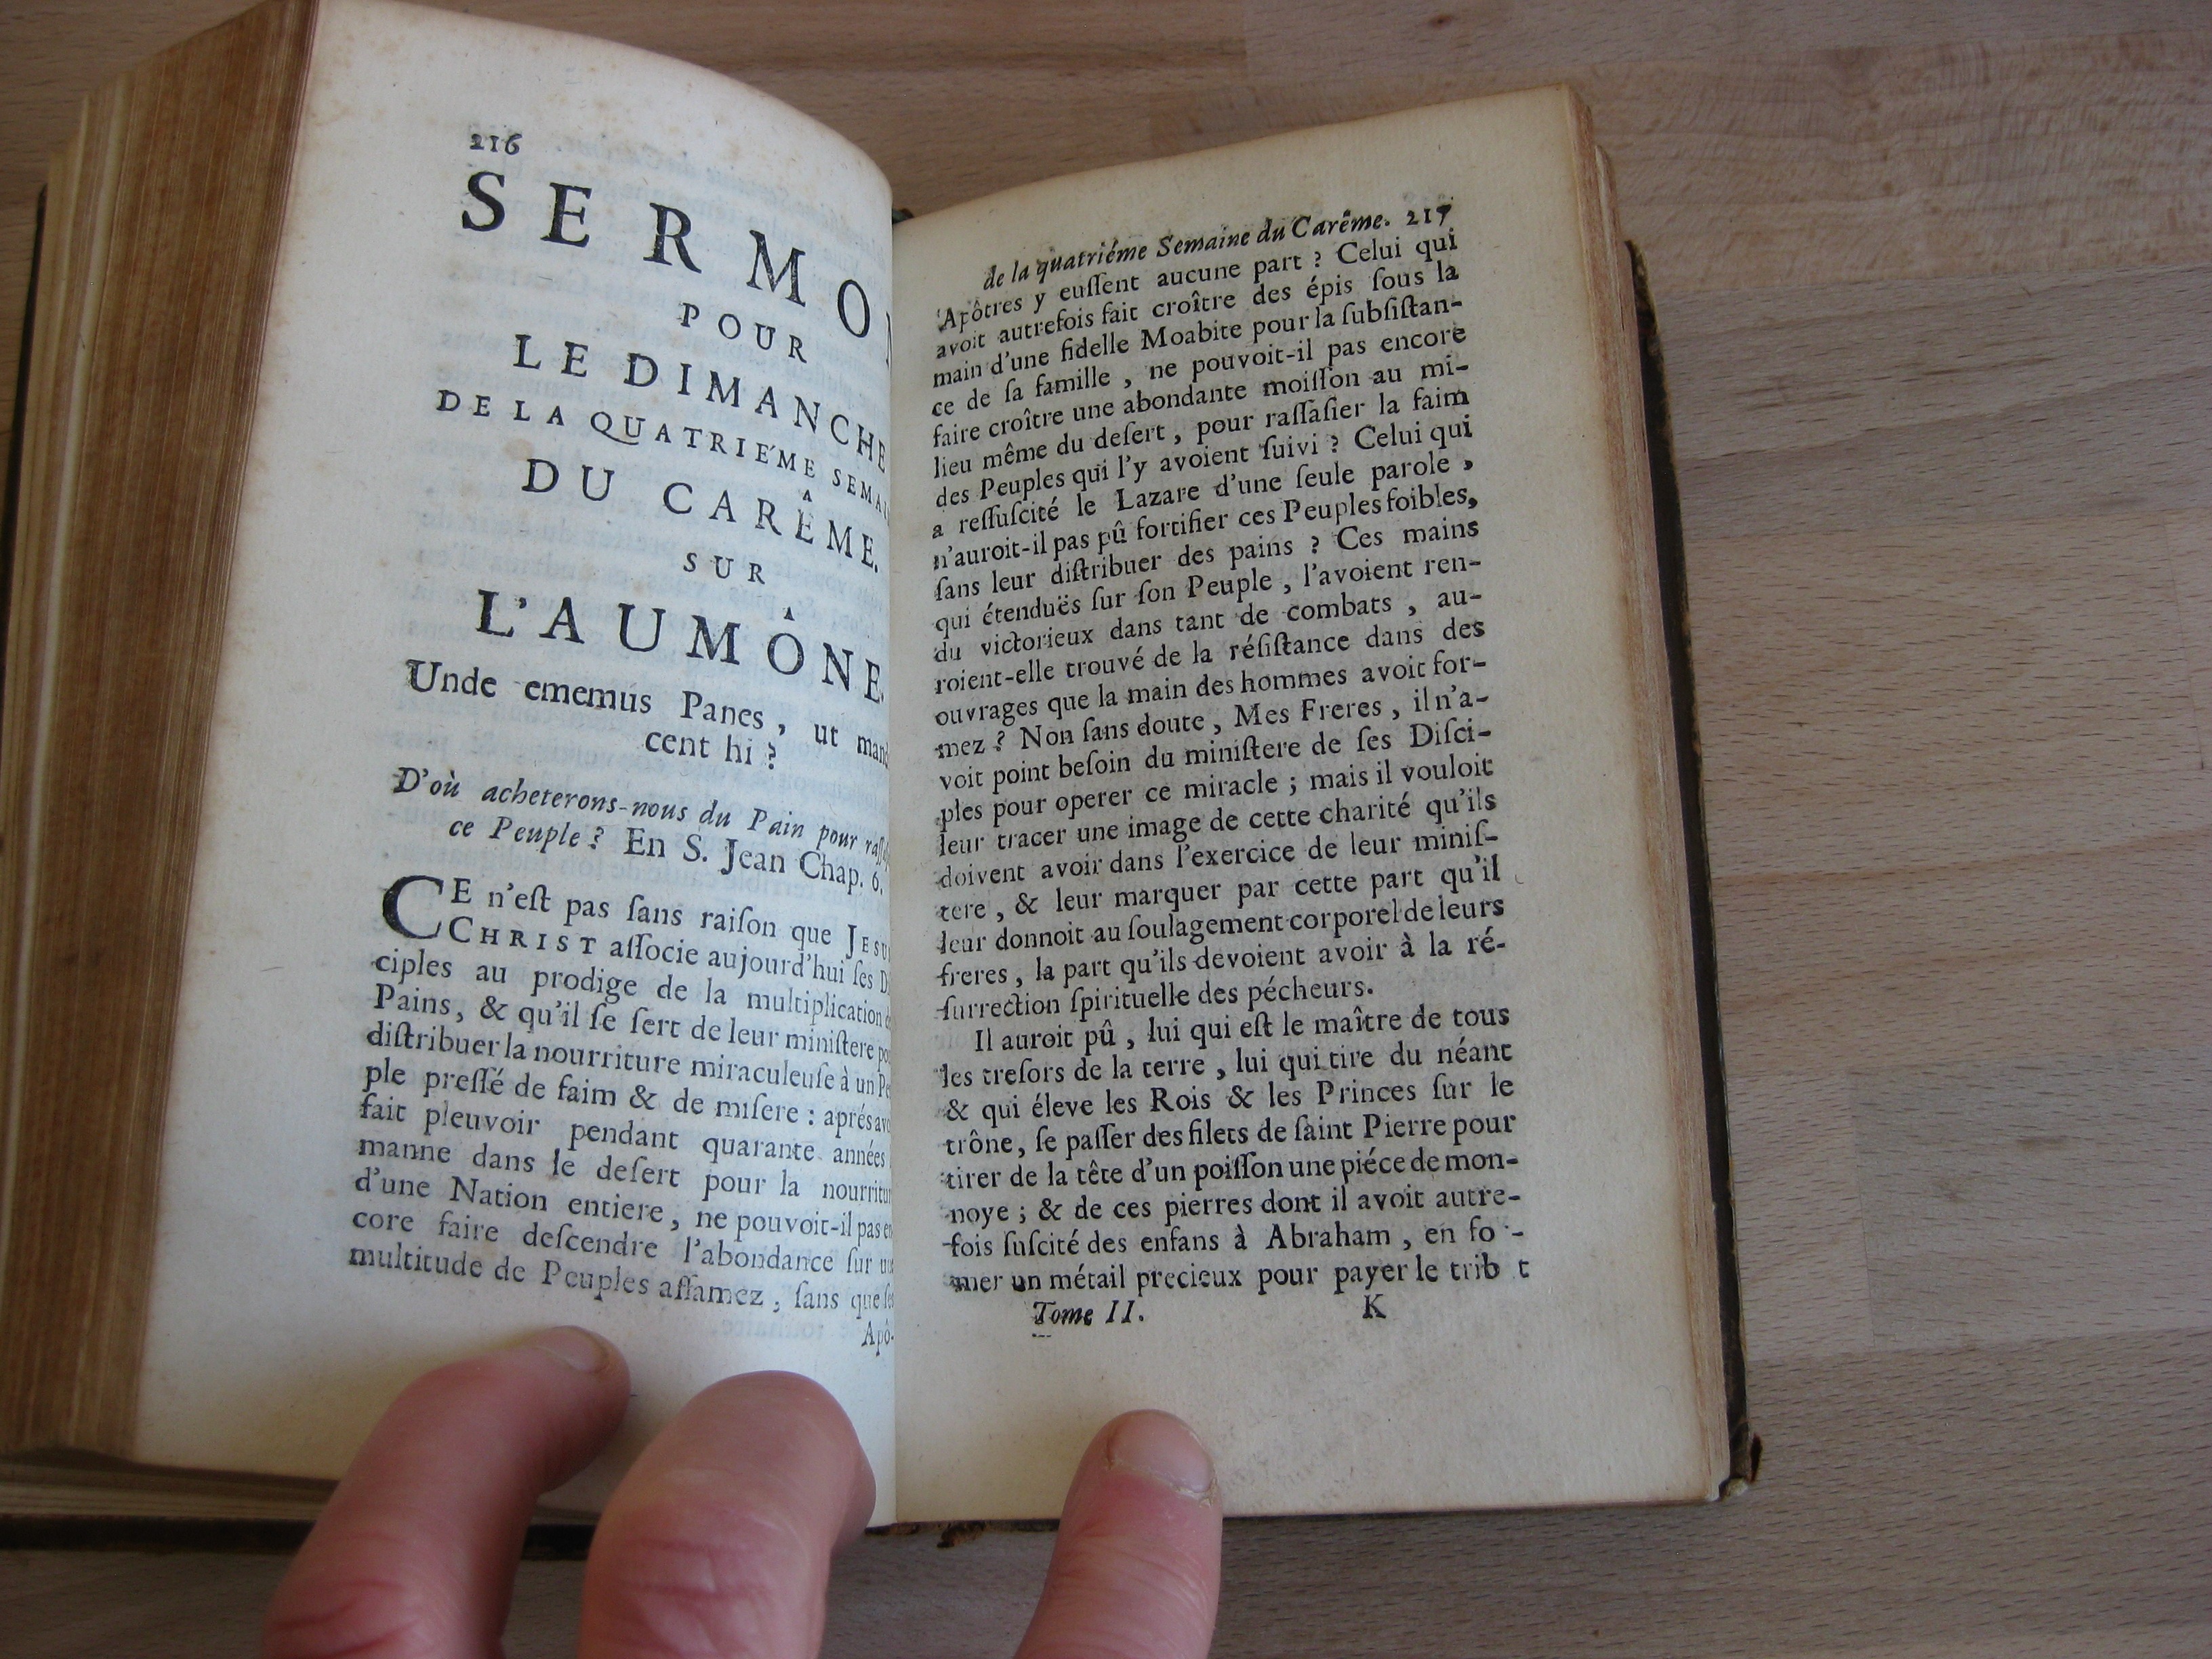 216
SERMO
POUR
LE DIMANCHE
DE LA QUATRIÉME
DU CARÊME.
SUR
L'AUMÔNE
Unde ememus Panes, ut
cent hi ?
D'où acheterons-nous du Pain pour
ce Peuple ? En S. Jean Chap. 6.
CE n'eſt pas ſans raiſon que
CHRIST aſſocie aujourd'hui ſes
ciples au prodige de la multiplication
Pains, & qu'il ſe ſert de leur miniſtere
diſtribuer la nourriture miraculeuſe à un
ple preſſé de faim & de miſere : aprés
fait pleuvoir pendant quarante années
manne dans le deſert pour la
d'une Nation entiere, ne pouvoit-il pas
core faire deſcendre l'abondance ſur
multitude de Peuples affamez, ſans que
Apô-
de la quatriéme Semaine du Carême. 217
Apôtres y euſſent aucune part ? Celui qui
avoit autrefois fait croître des épis ſous la
main d'une fidelle Moabite pour la ſubſiſtan-
ce de ſa famille, ne pouvoit-il pas encore
faire croître une abondante moiſſon au mi-
lieu même du deſert, pour raſſaſier la faim
des Peuples qui l'y avoient ſuivi ? Celui qui
a reſſuſcité le Lazare d'une ſeule parole,
n'auroit-il pas pû fortifier ces Peuples foibles,
ſans leur diſtribuer des pains ? Ces mains
qui étenduës ſur ſon Peuple, l'avoient ren-
du victorieux dans tant de combats, au-
roient-elle trouvé de la réſiſtance dans des
ouvrages que la main des hommes avoit for-
mez ? Non ſans doute, Mes Freres, il n'a-
voit point beſoin du miniſtere de ſes Diſci-
ples pour operer ce miracle ; mais il vouloit
leur tracer une image de cette charité qu'ils
doivent avoir dans l'exercice de leur miniſ-
tere, & leur marquer par cette part qu'il
leur donnoit au ſoulagement corporel de leurs
freres, la part qu'ils devoient avoir à la ré-
ſurrection ſpirituelle des pécheurs.
Il auroit pû, lui qui eſt le maître de tous
les treſors de la terre, lui qui tire du néant
& qui éleve les Rois & les Princes ſur le
trône, ſe paſſer des filets de ſaint Pierre pour
tirer de la tête d'un poiſſon une piéce de mon-
noye ; & de ces pierres dont il avoit autre-
fois ſuſcité des enfans à Abraham, en fo -
mer un métail precieux pour payer le trib t
Tome II. K